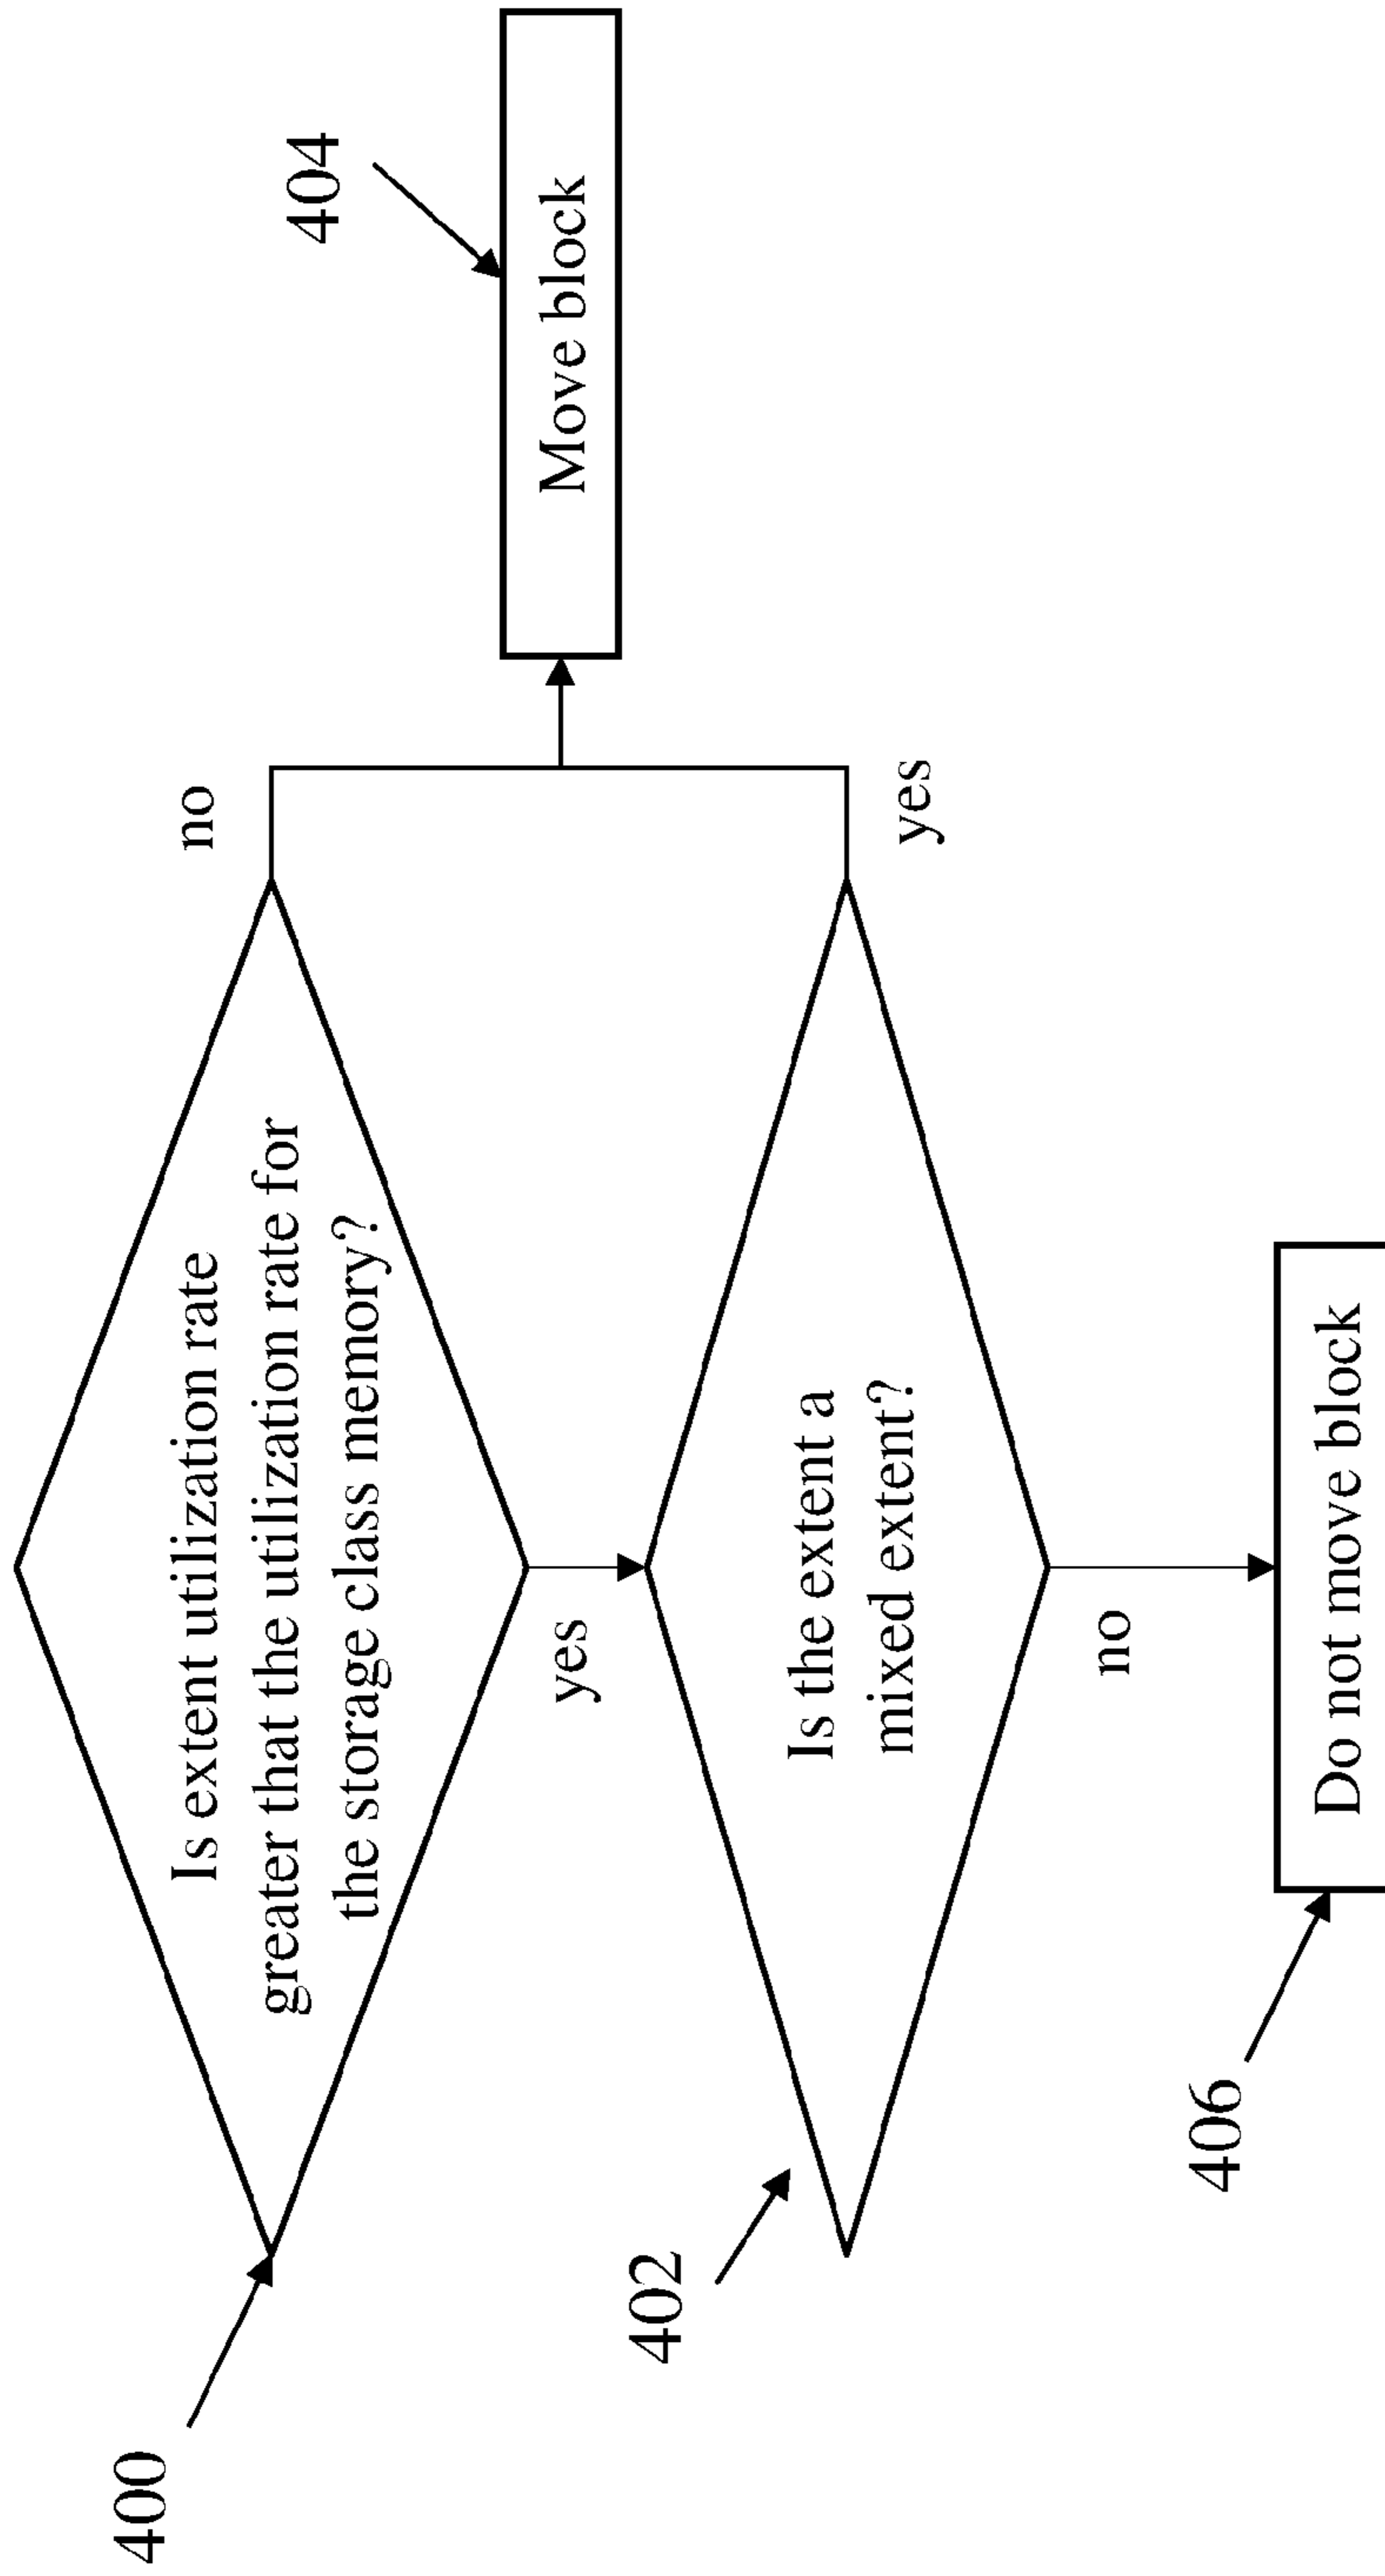 400
Is extent utilization rate
greater that the utilization rate for
the storage class memory?
no
404
Move block
yes
402
Is the extent a
mixed extent?
yes
no
406
Do not move block